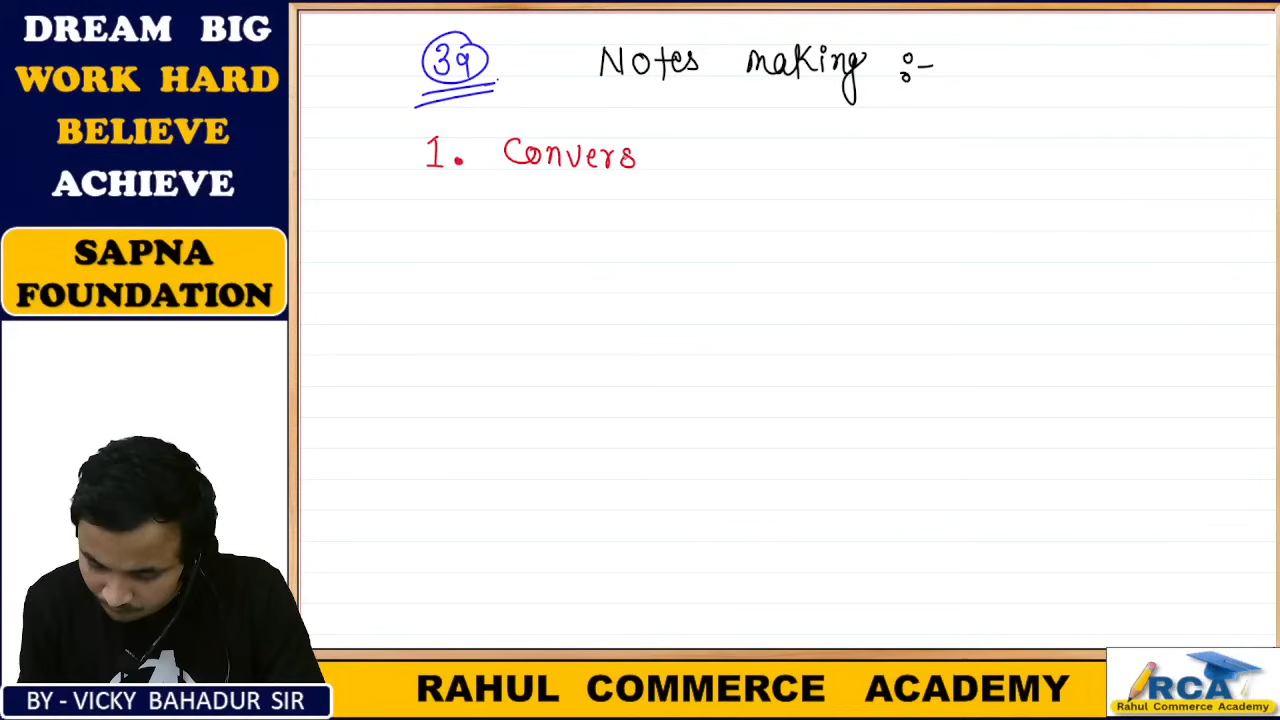 DREAM BIG
WORK HARD
BELIEVE
ACHIEVE
SAPNA
FOUNDATION
39 Notes making :-
1. Convers
BY - VICKY BAHADUR SIR
RAHUL COMMERCE ACADEMY
RCA
Rahul Commerce Academy